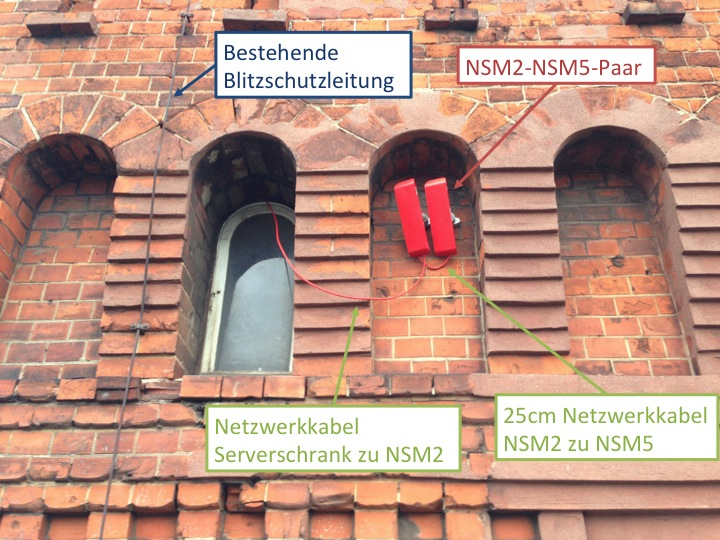 Bestehende
Blitzschutzleitung
NSM2-NSM5-Paar
Netzwerkkabel
Serverschrank zu NSM2
25cm Netzwerkkabel
NSM2 zu NSM5